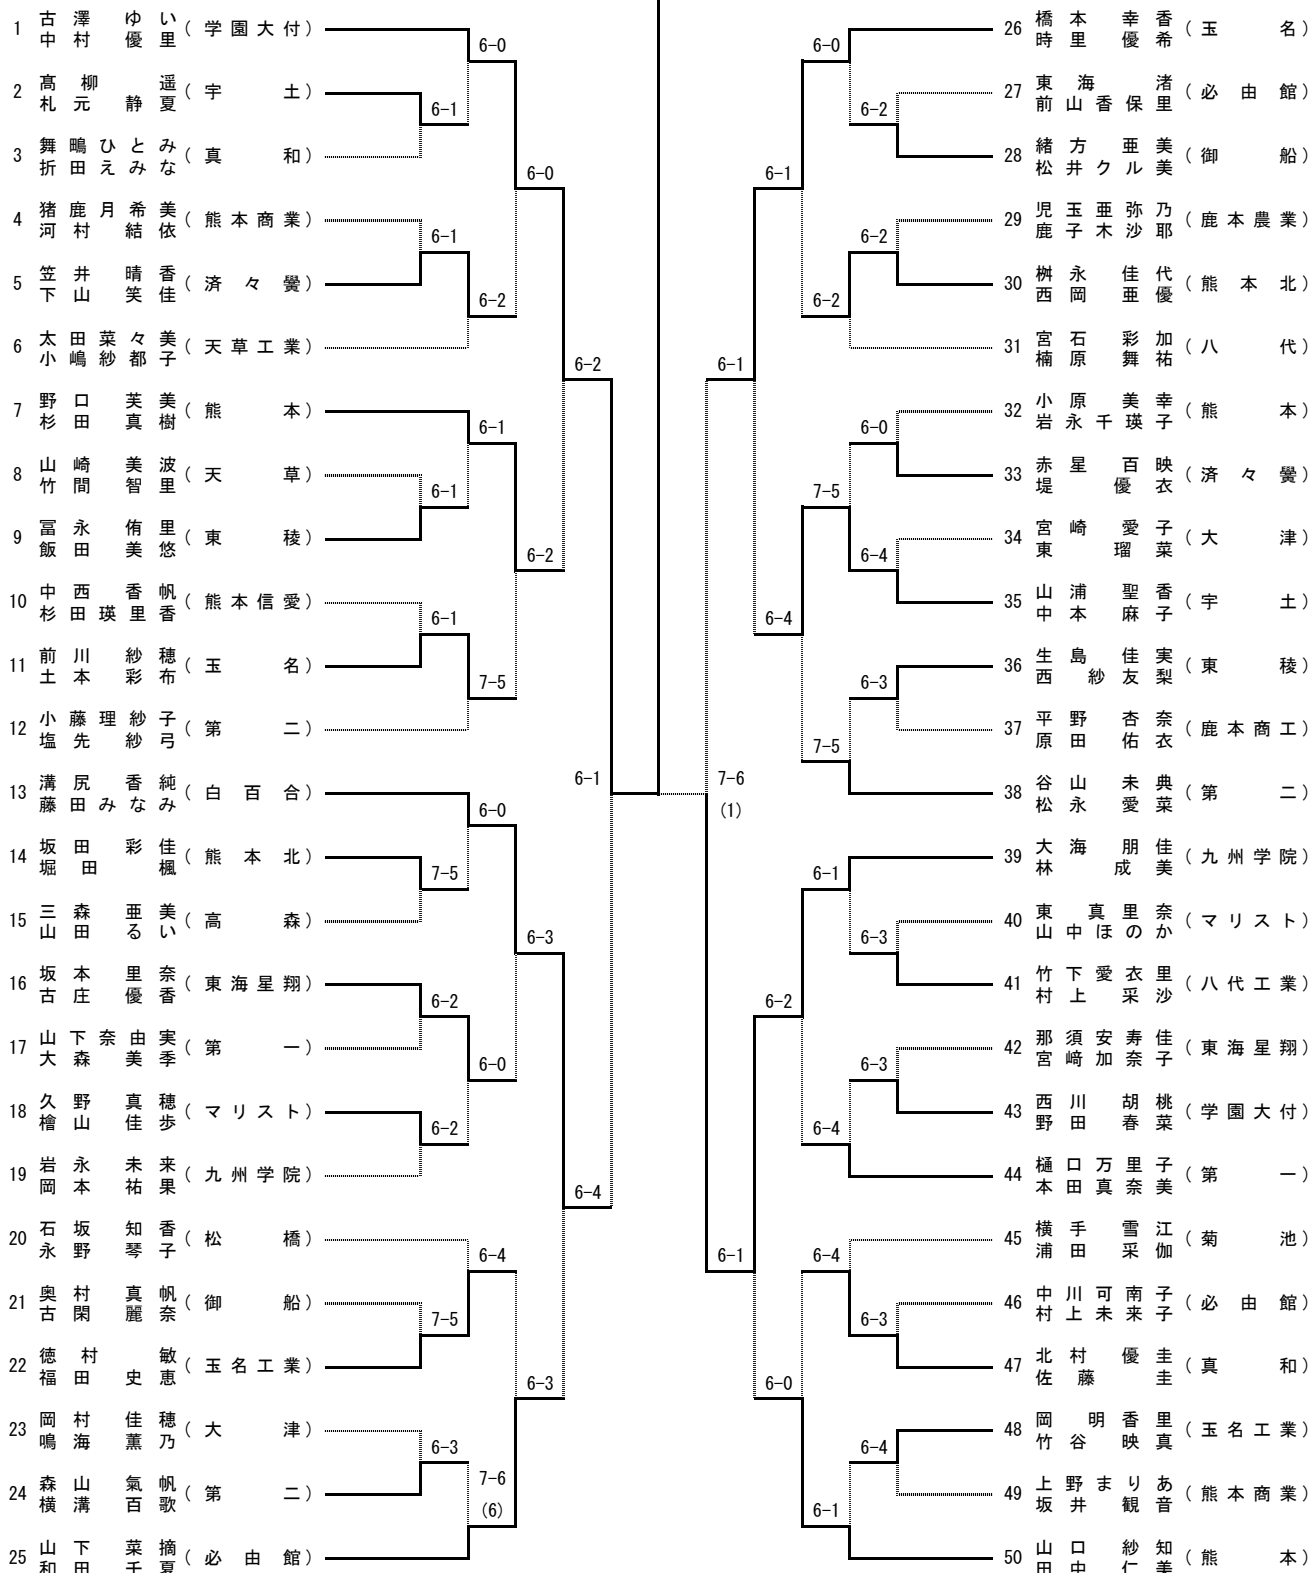 1 古澤ゆい (学園大付)
中村優里
6-0
2 髙柳遥 (宇土)
札元静夏
6-1
3 舞鴫ひとみ (真和)
折田えみな
6-0
4 猪鹿月希美 (熊本商業)
河村結依
6-1
5 笠井晴香 (済々黌)
下山笑佳
6-2
6 太田菜々美 (天草工業)
小嶋紗都子
6-2
7 野口芙美 (熊本)
杉田真樹
6-1
8 山崎美波 (天草)
竹間智里
6-1
9 冨永侑里 (東稜)
飯田美悠
6-2
10 中西香帆 (熊本信愛)
杉田瑛里香
6-1
11 前川紗穂 (玉名)
土本彩布
7-5
12 小藤理紗子 (第二)
塩先紗弓
6-1
13 溝尻香純 (白百合)
藤田みなみ
6-0
14 坂田彩佳 (熊本北)
堀田楓
7-5
15 三森亜美 (高森)
山田るい
6-3
16 坂本里奈 (東海星翔)
古庄優香
6-2
17 山下奈由実 (第一)
大森美季
6-0
18 久野真穂 (マリスト)
檜山佳歩
6-2
19 岩永未来 (九州学院)
岡本祐果
6-4
20 石坂知香 (松橋)
永野琴子
6-4
21 奥村真帆 (御船)
古閑麗奈
7-5
22 徳村敏 (玉名工業)
福田史恵
6-3
23 岡村佳穂 (大津)
鳴海薫乃
6-3
24 森山氣帆 (第二)
横溝百歌
7-6
(6)
25 山下菜摘 (必由館)
和田千夏
26 橋本幸香 (玉名)
時里優希
6-0
27 東海渚 (必由館)
前山香保里
6-2
28 緒方亜美 (御船)
松井クル美
6-1
29 児玉亜弥乃 (鹿本農業)
鹿子木沙耶
6-2
30 桝永佳代 (熊本北)
西岡亜優
6-2
31 宮石彩加 (八代)
楠原舞祐
6-1
32 小原美幸 (熊本)
岩永千瑛子
6-0
33 赤星百映 (済々黌)
堤優衣
7-5
34 宮崎愛子 (大津)
東瑠菜
6-4
35 山浦聖香 (宇土)
中本麻子
6-4
36 生島佳実 (東稜)
西紗友梨
6-3
37 平野杏奈 (鹿本商工)
原田佑衣
7-5
38 谷山未典 (第二)
松永愛菜
7-6
(1)
39 大海朋佳 (九州学院)
林成美
6-1
40 東真里奈 (マリスト)
山中ほのか
6-3
41 竹下愛衣里 (八代工業)
村上采沙
6-2
42 那須安寿佳 (東海星翔)
宮﨑加奈子
6-3
43 西川胡桃 (学園大付)
野田春菜
6-4
44 樋口万里子 (第一)
本田真奈美
6-1
45 横手雪江 (菊池)
浦田采伽
6-4
46 中川可南子 (必由館)
村上未来子
6-3
47 北村優圭 (真和)
佐藤圭
6-0
48 岡明香里 (玉名工業)
竹谷映真
6-4
49 上野まりあ (熊本商業)
坂井観音
6-1
50 山口紗知 (熊本)
田中仁美